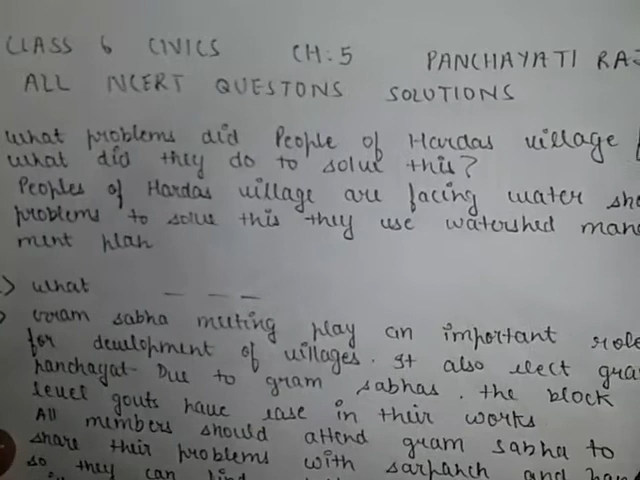 CLASS 6 CIVICS CH:5 PANCHAYATI RAJ
ALL NCERT QUESTONS SOLUTIONS
what problems did People of Hardas village
what did they do to solve this?
Peoples of Hardas village are facing water sho
problems to solve this they use watershed mana
ment plan
what _ _ _
Gram sabha meeting play an important role
for development of villages. It also elect gra
panchayat. Due to gram sabhas. the block
level govts have ease in their works
All members should attend gram sabha to
share their problems with sarpanch and
so they can find